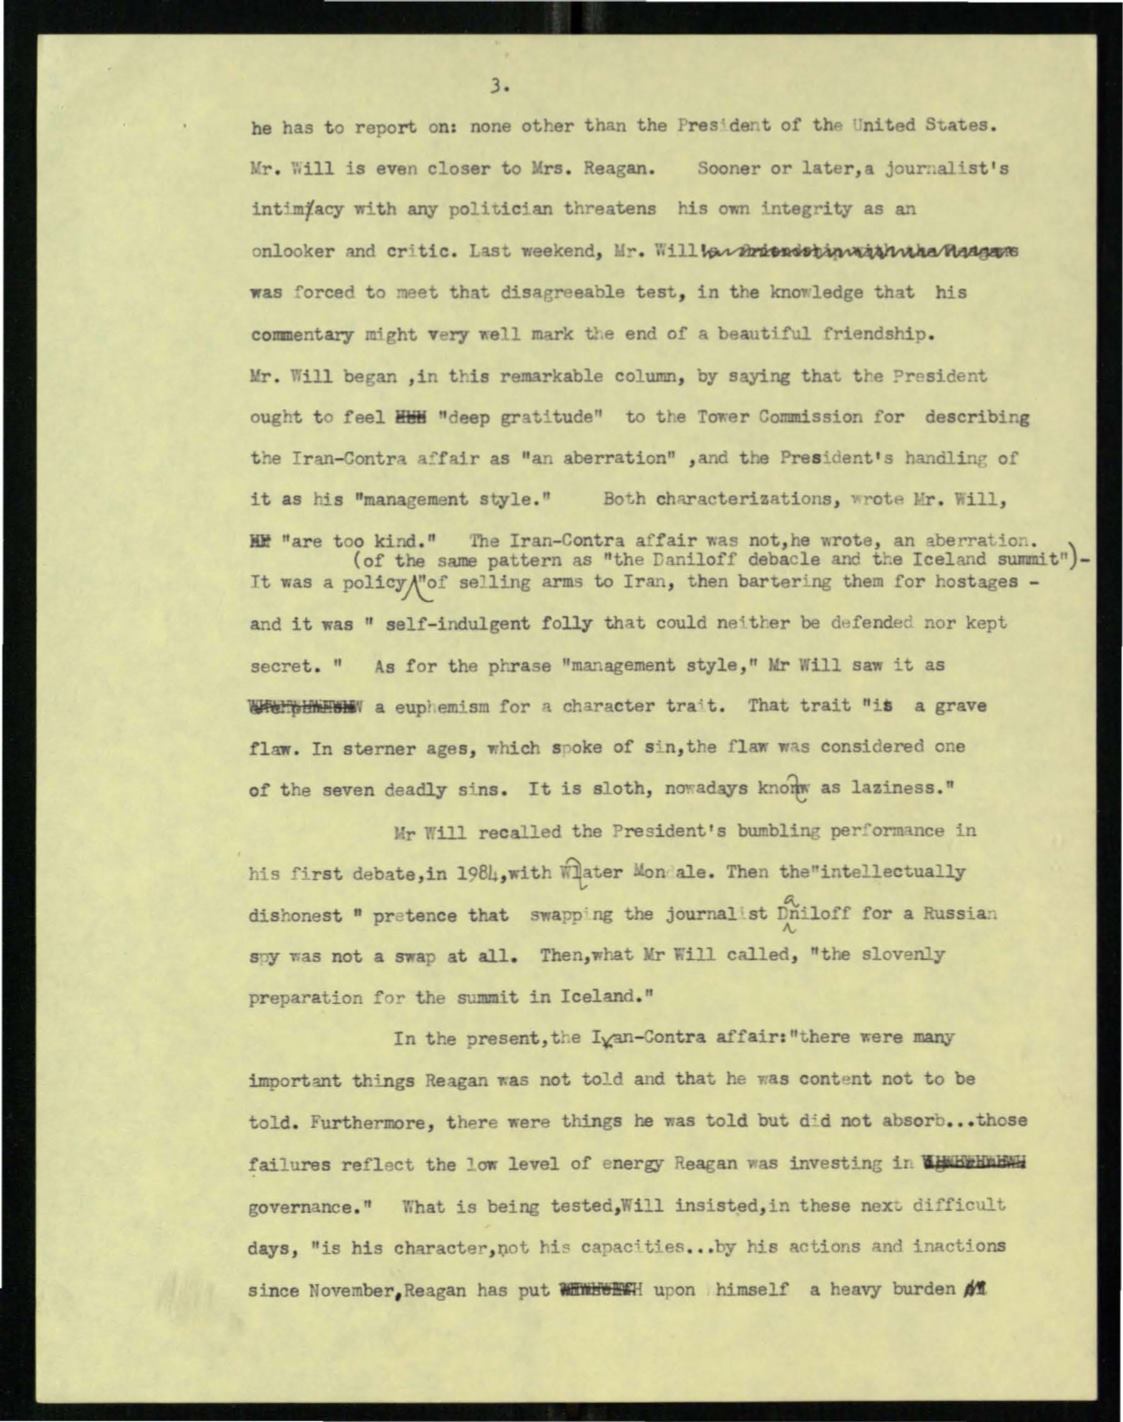 3.
he has to report on: none other than the President of the United States.
Mr. Will is even closer to Mrs. Reagan. Sooner or later,a journalist's
intimacy with any politician threatens his own integrity as an
onlooker and critic. Last weekend, Mr. Will
was forced to meet that disagreeable test, in the knowledge that his
commentary might very well mark the end of a beautiful friendship.
Mr. Will began ,in this remarkable column, by saying that the President
ought to feel "deep gratitude" to the Tower Commission for describing
the Iran-Contra affair as "an aberration" ,and the President's handling of
it as his "management style." Both characterizations, wrote Mr. Will,
"are too kind." The Iran-Contra affair was not,he wrote, an aberration.
(of the same pattern as "the Daniloff debacle and the Iceland summit")-
It was a policy "of selling arms to Iran, then bartering them for hostages -
and it was " self-indulgent folly that could neither be defended nor kept
secret. " As for the phrase "management style," Mr Will saw it as
a euphemism for a character trait. That trait "is a grave
flaw. In sterner ages, which spoke of sin,the flaw was considered one
of the seven deadly sins. It is sloth, nowadays known as laziness."
Mr Will recalled the President's bumbling performance in
his first debate,in 1984,with Walter Mondale. Then the"intellectually
dishonest " pretence that swapping the journalist Daniloff for a Russian
spy was not a swap at all. Then,what Mr Will called, "the slovenly
preparation for the summit in Iceland."
In the present,the Iran-Contra affair:"there were many
important things Reagan was not told and that he was content not to be
told. Furthermore, there were things he was told but did not absorb...those
failures reflect the low level of energy Reagan was investing in
governance." What is being tested,Will insisted,in these next difficult
days, "is his character,not his capacities...by his actions and inactions
since November,Reagan has put upon himself a heavy burden